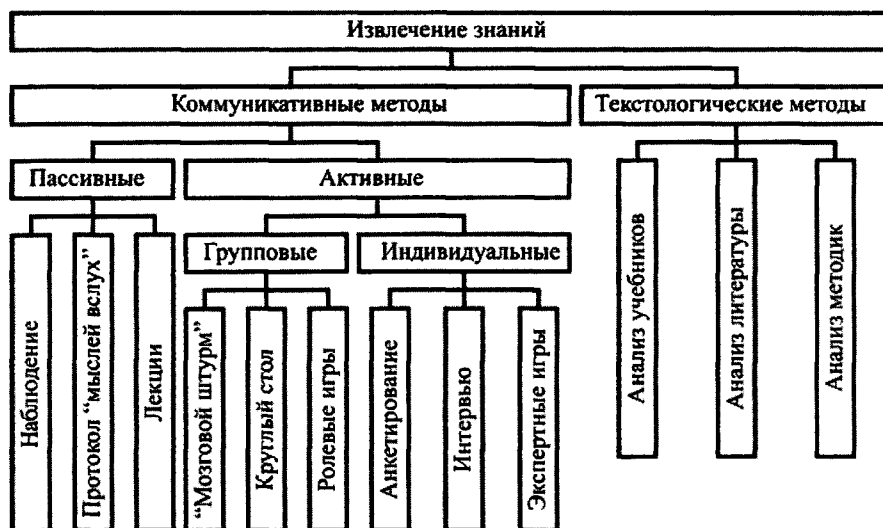 Извлечение знаний
Коммуникативные методы
Текстологические методы
Пассивные
Активные
Групповые
Индивидуальные
Наблюдение
Протокол “мыслей вслух”
Лекции
“Мозговой штурм”
Круглый стол
Ролевые игры
Анкетирование
Интервью
Экспертные игры
Анализ учебников
Анализ литературы
Анализ методик